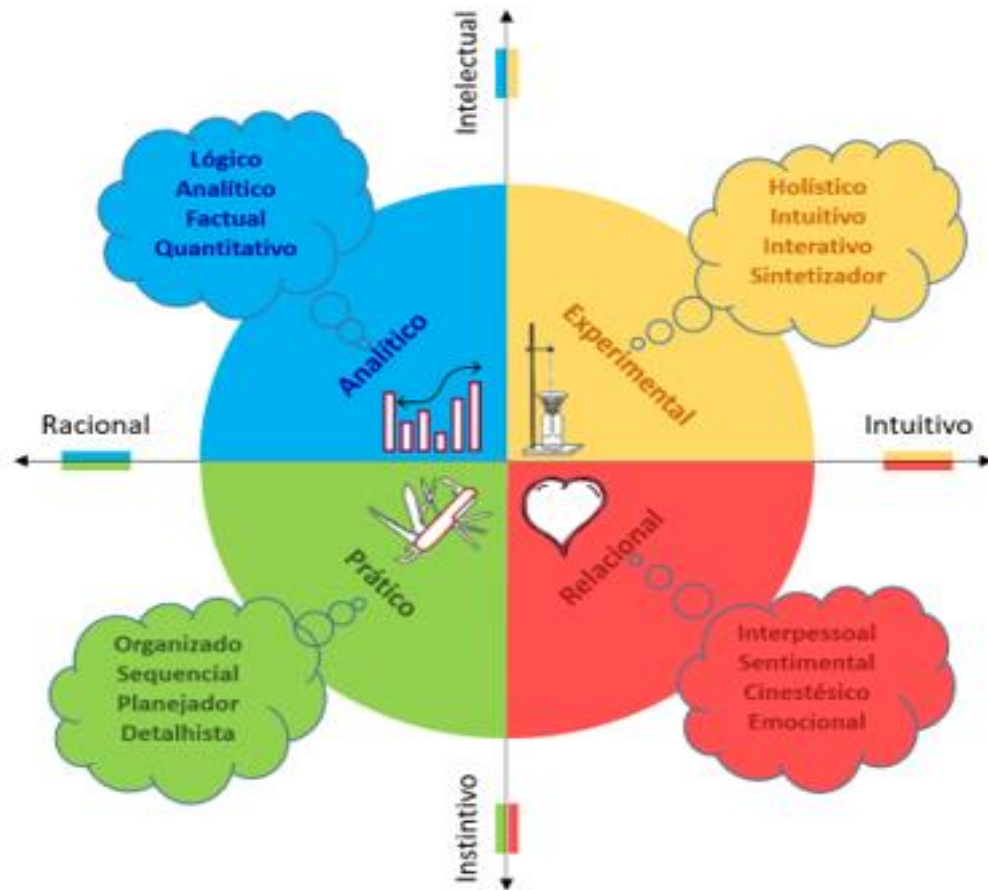 Intelectual
Lógico
Analítico
Factual
Quantitativo
Holístico
Intuitivo
Interativo
Sintetizador
Analítico
Experimental
Racional
Intuitivo
Prático
Relacional
Organizado
Sequencial
Planejador
Detalhista
Interpessoal
Sentimental
Cinestésico
Emocional
Instintivo